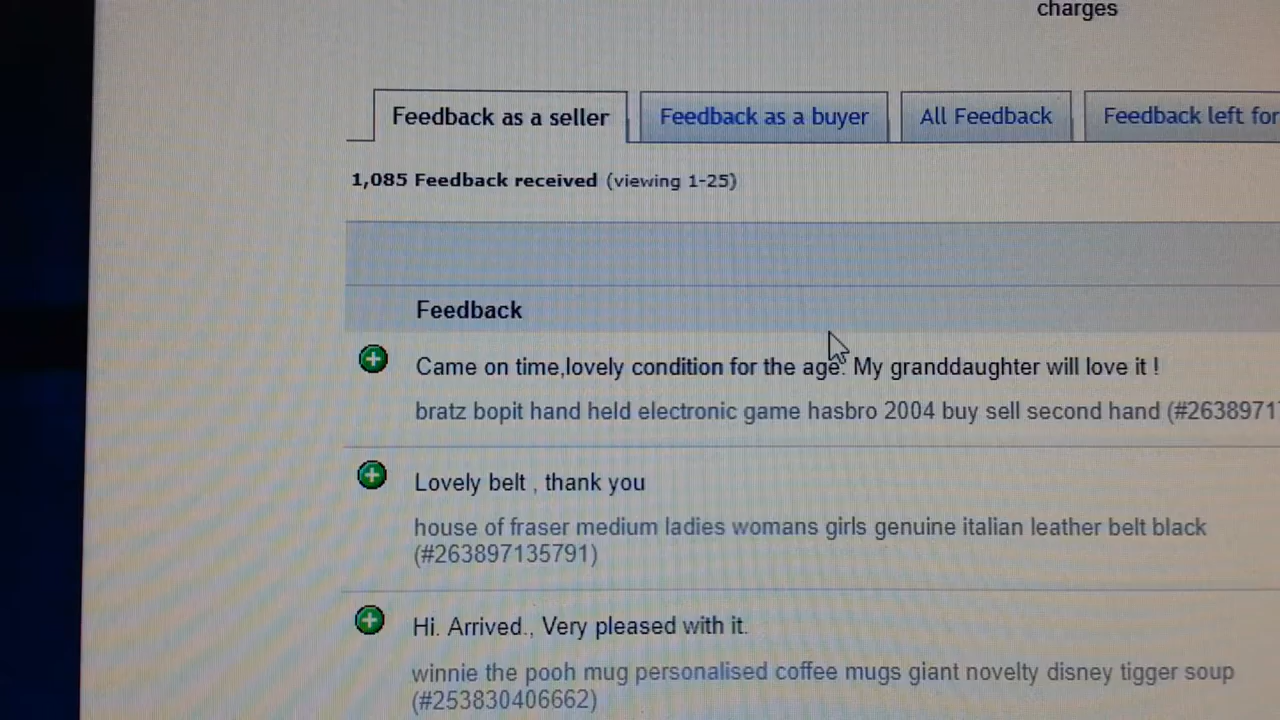 charges
Feedback as a seller
Feedback as a buyer
All Feedback
Feedback left for
1,085 Feedback received (viewing 1-25)
Feedback
Came on time,lovely condition for the age. My granddaughter will love it !
bratz bopit hand held electronic game hasbro 2004 buy sell second hand (#2638971
Lovely belt , thank you
house of fraser medium ladies womans girls genuine italian leather belt black
(#263897135791)
Hi. Arrived., Very pleased with it.
winnie the pooh mug personalised coffee mugs giant novelty disney tigger soup
(#253830406662)